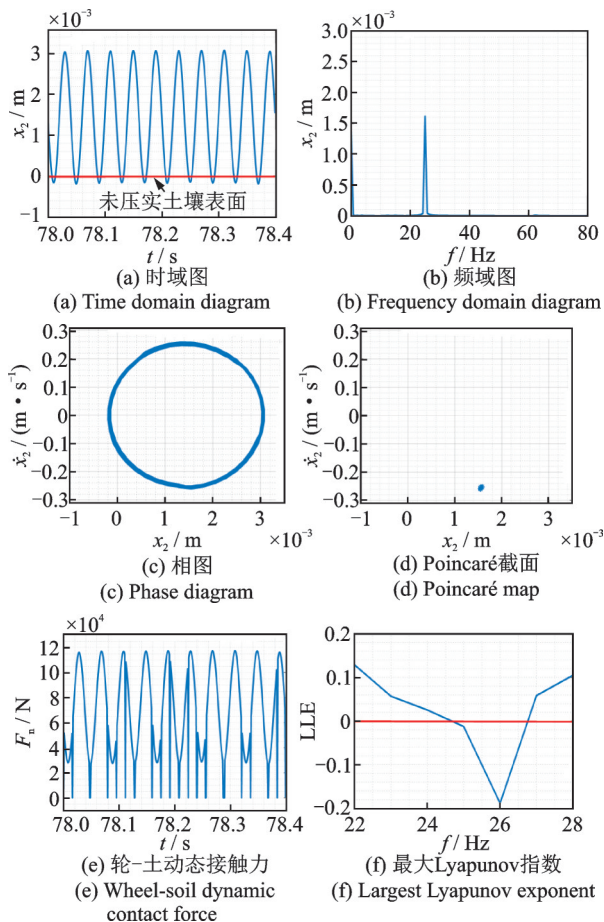 ×10⁻³
3
2
1
0
−1
x₂ / m
未压实土壤表面
78.0 78.1 78.2 78.3 78.4
t / s
(a) 时域图
(a) Time domain diagram
×10⁻³
3.0
2.5
2.0
1.5
1.0
0.5
0
x₂ / m
0 20 40 60 80
f / Hz
(b) 频域图
(b) Frequency domain diagram
0.3
0.2
0.1
0
−0.1
−0.2
−0.3
ẋ₂ / (m • s⁻¹)
−1 0 1 2 3
x₂ / m ×10⁻³
(c) 相图
(c) Phase diagram
0.3
0.2
0.1
0
−0.1
−0.2
−0.3
ẋ₂ / (m • s⁻¹)
−1 0 1 2 3
x₂ / m ×10⁻³
(d) Poincaré截面
(d) Poincaré map
×10⁴
12
10
8
6
4
2
0
Fₙ / N
78.0 78.1 78.2 78.3 78.4
t / s
(e) 轮−土动态接触力
(e) Wheel-soil dynamic
contact force
0.2
0.1
0
−0.1
−0.2
LLE
22 24 26 28
f / Hz
(f) 最大Lyapunov指数
(f) Largest Lyapunov exponent